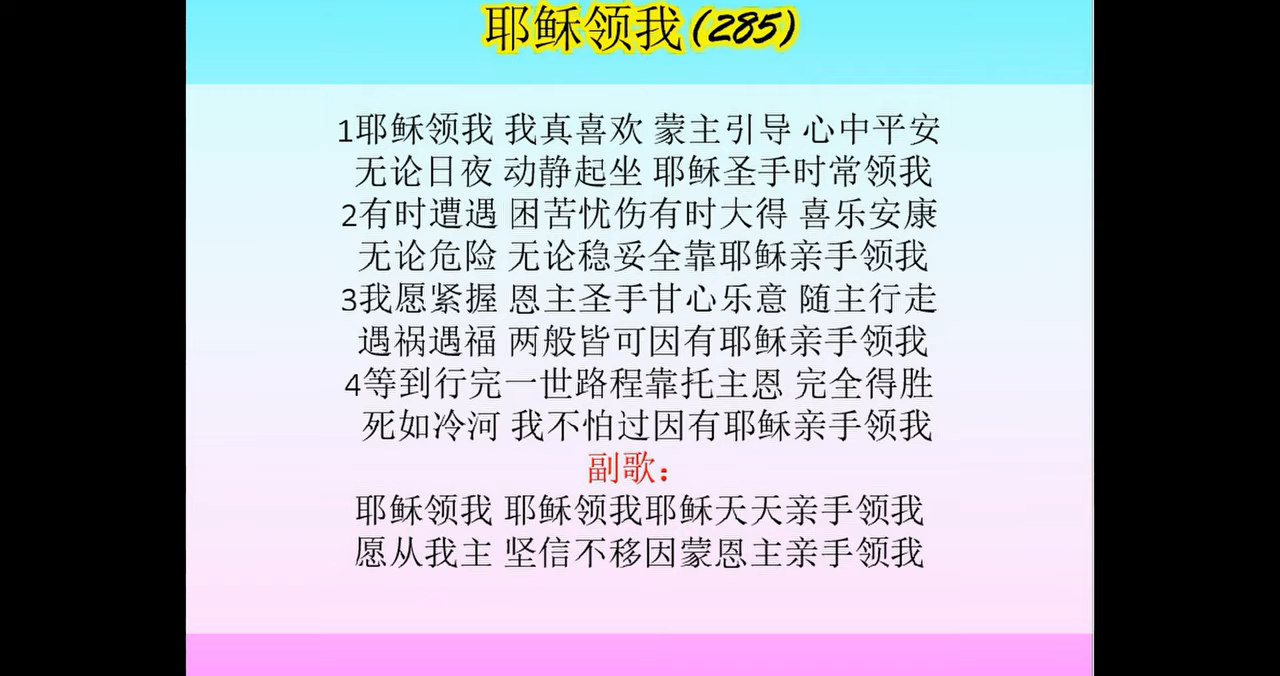 耶稣领我(285)
1耶稣领我 我真喜欢 蒙主引导 心中平安
无论日夜 动静起坐 耶稣圣手时常领我
2有时遭遇 困苦忧伤有时大得 喜乐安康
无论危险 无论稳妥全靠耶稣亲手领我
3我愿紧握 恩主圣手甘心乐意 随主行走
遇祸遇福 两般皆可因有耶稣亲手领我
4等到行完一世路程靠托主恩 完全得胜
死如冷河 我不怕过因有耶稣亲手领我
副歌：
耶稣领我 耶稣领我耶稣天天亲手领我
愿从我主 坚信不移因蒙恩主亲手领我